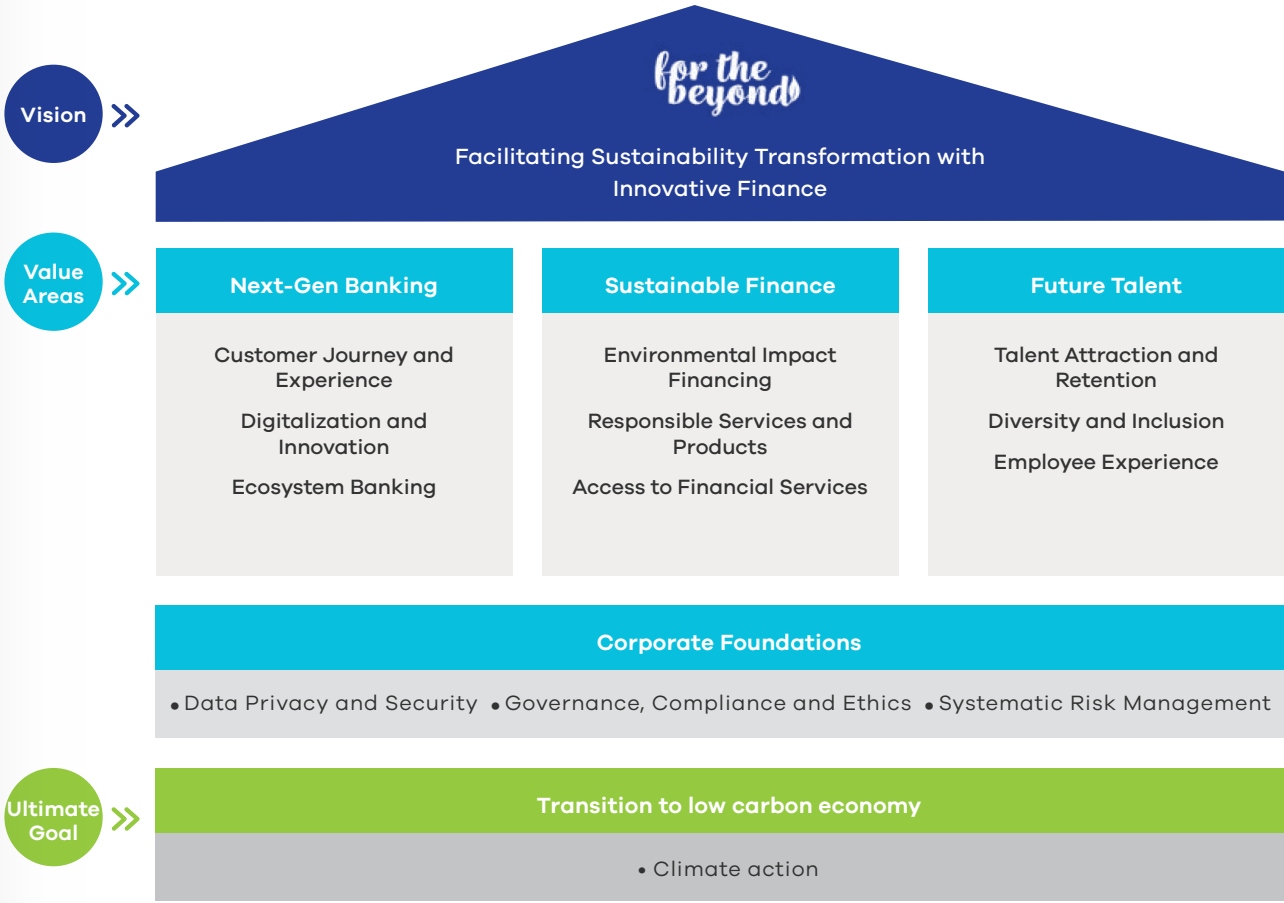 Vision
for the
beyond
Facilitating Sustainability Transformation with
Innovative Finance
Value
Areas
Next-Gen Banking
Customer Journey and
Experience
Digitalization and
Innovation
Ecosystem Banking
Sustainable Finance
Environmental Impact
Financing
Responsible Services and
Products
Access to Financial Services
Future Talent
Talent Attraction and
Retention
Diversity and Inclusion
Employee Experience
Corporate Foundations
• Data Privacy and Security • Governance, Compliance and Ethics • Systematic Risk Management
Ultimate
Goal
Transition to low carbon economy
• Climate action